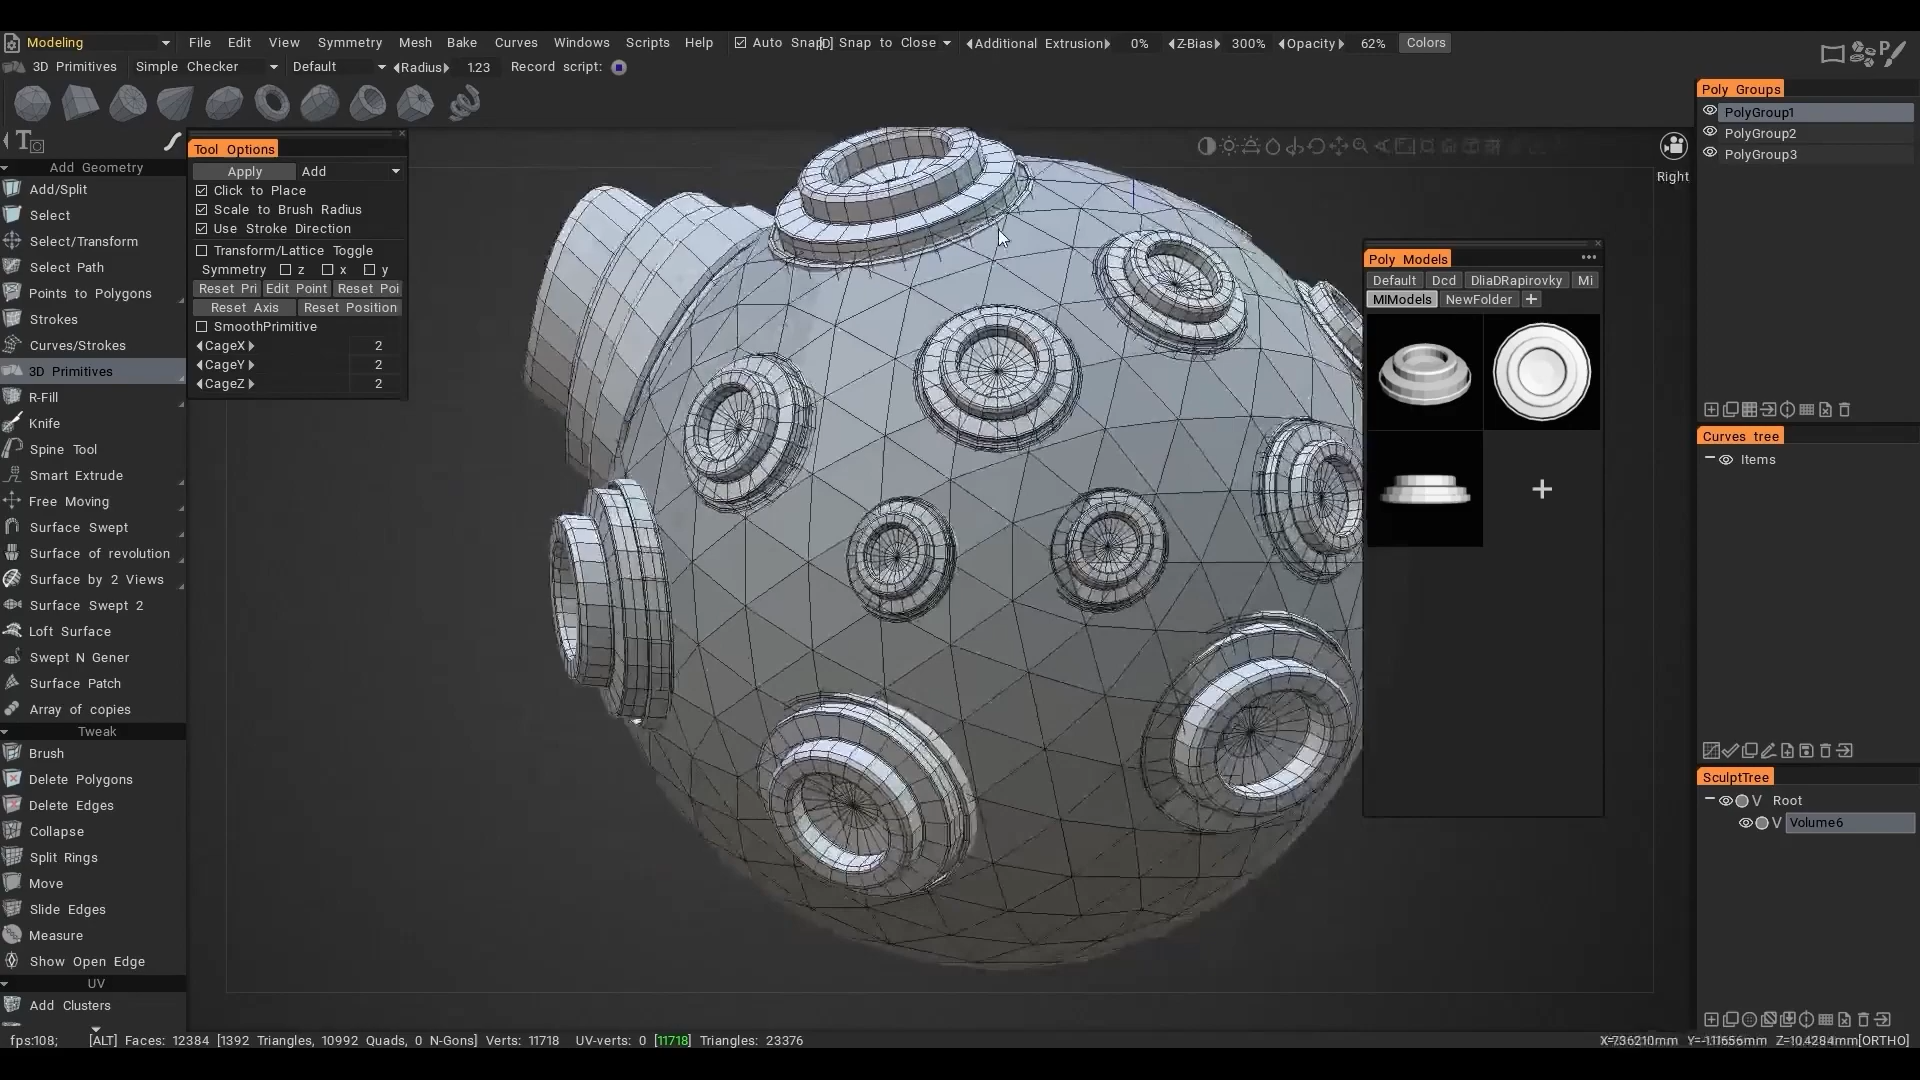 Modeling File Edit View Symmetry Mesh Bake Curves Windows Scripts Help Auto Snap Snap to Close Additional Extrusion 0% Z-Bias 300% Opacity 62% Colors
3D Primitives Simple Checker Default Radius 1.23 Record script:
Add Geometry
Add/Split
Select
Select/Transform
Select Path
Points to Polygons
Strokes
Curves/Strokes
3D Primitives
R-Fill
Knife
Spine Tool
Smart Extrude
Free Moving
Surface Swept
Surface of revolution
Surface by 2 Views
Surface Swept 2
Loft Surface
Swept N Gener
Surface Patch
Array of copies
Tweak
Brush
Delete Polygons
Delete Edges
Collapse
Split Rings
Move
Slide Edges
Measure
Show Open Edge
UV
Add Clusters
Tool Options
Apply Add
Click to Place
Scale to Brush Radius
Use Stroke Direction
Transform/Lattice Toggle
Symmetry z x y
Reset Pri Edit Point Reset Poi
Reset Axis Reset Position
SmoothPrimitive
CageX 2
CageY 2
CageZ 2
Right
Poly Models
Default Dcd DliaDRapirovky Mi
MIModels NewFolder +
Poly Groups
PolyGroup1
PolyGroup2
PolyGroup3
Curves tree
Items
SculptTree
V Root
V Volume6
fps:108; [ALT] Faces: 12384 [1392 Triangles, 10992 Quads, 0 N-Gons] Verts: 11718 UV-verts: 0 [11718] Triangles: 23376 [ORTHO]